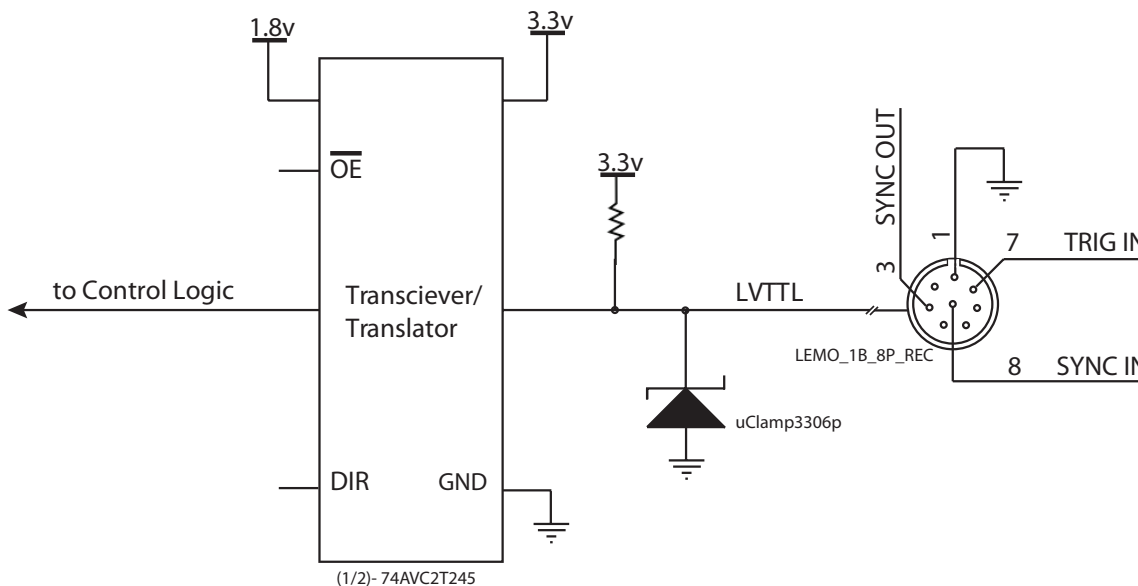 1.8v
3.3v
OE
3.3v
SYNC OUT
1
3
7 TRIG IN
to Control Logic
Transciever/
Translator
LVTTL
LEMO_1B_8P_REC
8 SYNC IN
uClamp3306p
DIR
GND
(1/2)- 74AVC2T245